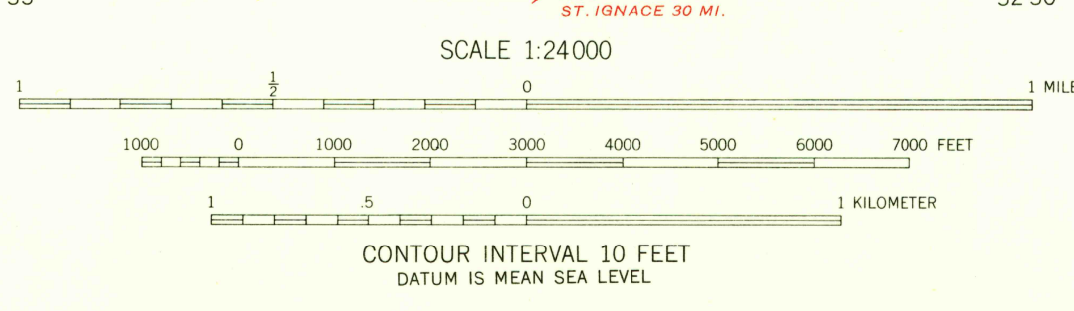 ST. IGNACE 30 MI.
SCALE 1:24000
1 1/2 0 1 MILE
1000 0 1000 2000 3000 4000 5000 6000 7000 FEET
1 .5 0 1 KILOMETER
CONTOUR INTERVAL 10 FEET
DATUM IS MEAN SEA LEVEL